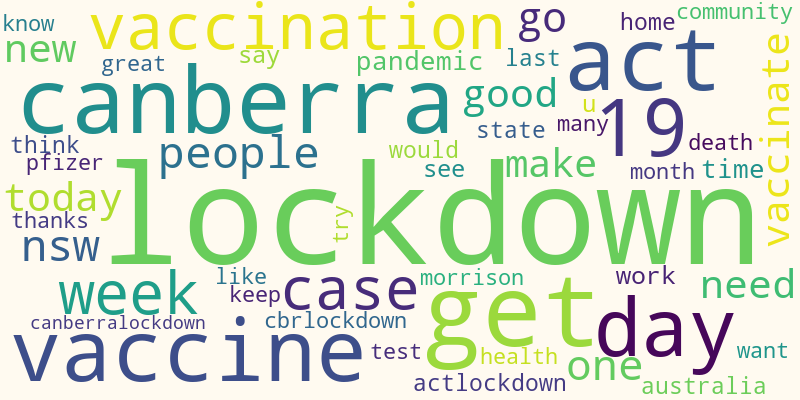 know
vaccination
go
home
community
new
great
say
pandemic
last
act
vaccinate
canberra
good
u
19
state
many
death
think
pfizer
people
would
see
make
month
time
today
thanks
nsw
lockdown
try
week
like
keep
case
morrison
work
need
canberralockdown
cbrlockdown
get
day
vaccine
test
health
one
want
actlockdown
australia